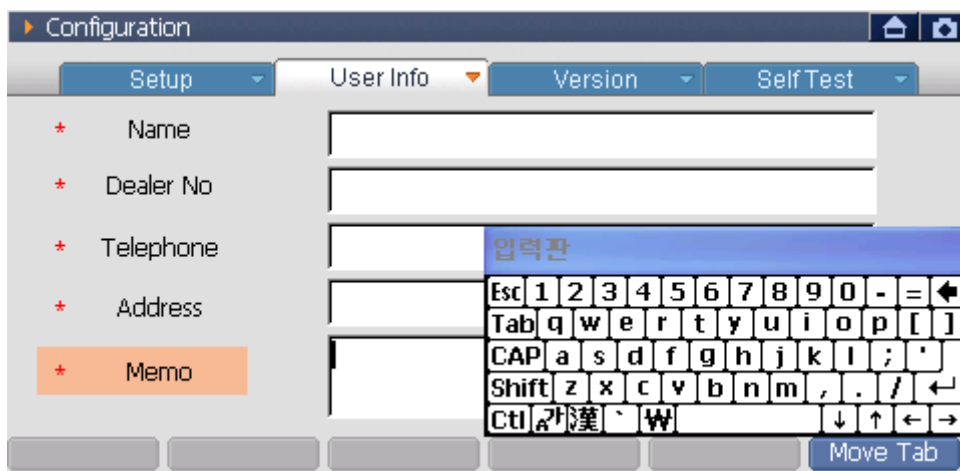 Configuration
Setup User Info Version Self Test
* Name
* Dealer No
* Telephone
* Address
* Memo
입력판
Esc 1 2 3 4 5 6 7 8 9 0 - =
Tab q w e r t y u i o p [ ]
CAP a s d f g h j k l ; '
Shift z x c v b n m , . /
Ctl A가 漢 ` ₩ ↓ ↑ ← →
Move Tab